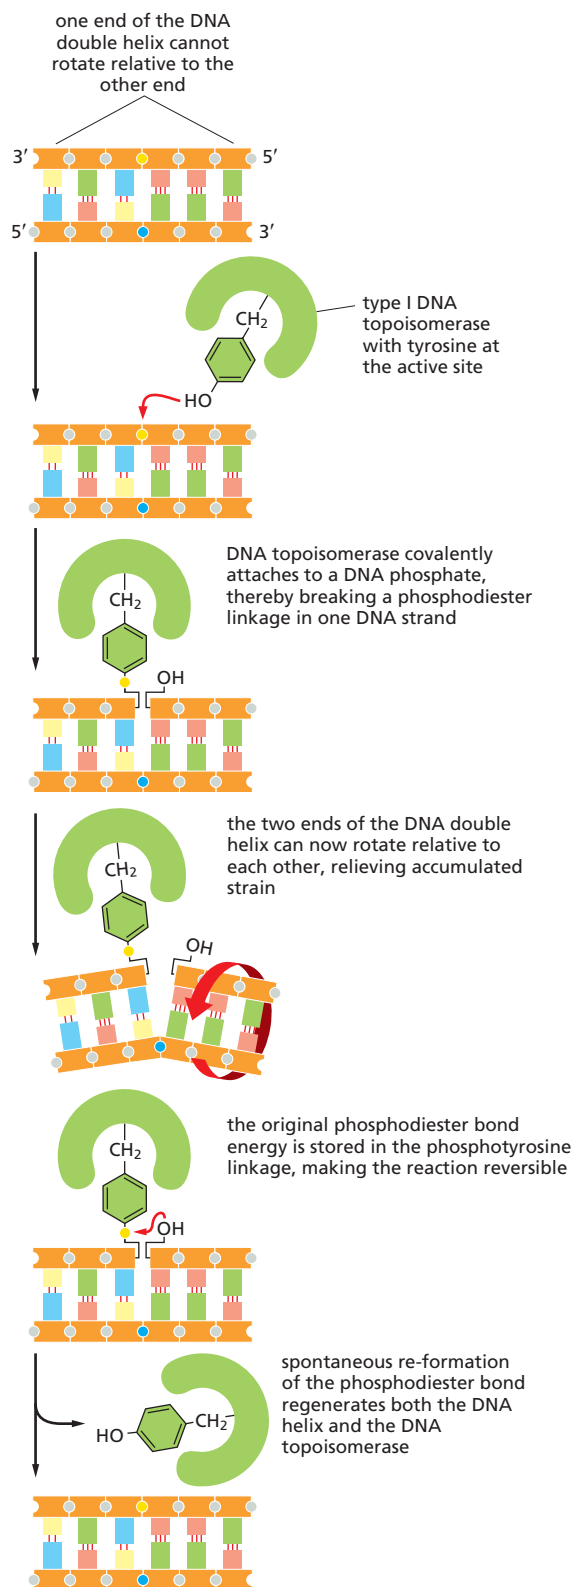 one end of the DNA
double helix cannot
rotate relative to the
other end
3′ 5′
5′ 3′
CH2
type I DNA
topoisomerase
with tyrosine at
the active site
HO
DNA topoisomerase covalently
attaches to a DNA phosphate,
thereby breaking a phosphodiester
linkage in one DNA strand
CH2
OH
the two ends of the DNA double
helix can now rotate relative to
each other, relieving accumulated
strain
CH2
OH
the original phosphodiester bond
energy is stored in the phosphotyrosine
linkage, making the reaction reversible
CH2
OH
spontaneous re-formation
of the phosphodiester bond
regenerates both the DNA
helix and the DNA
topoisomerase
HO CH2